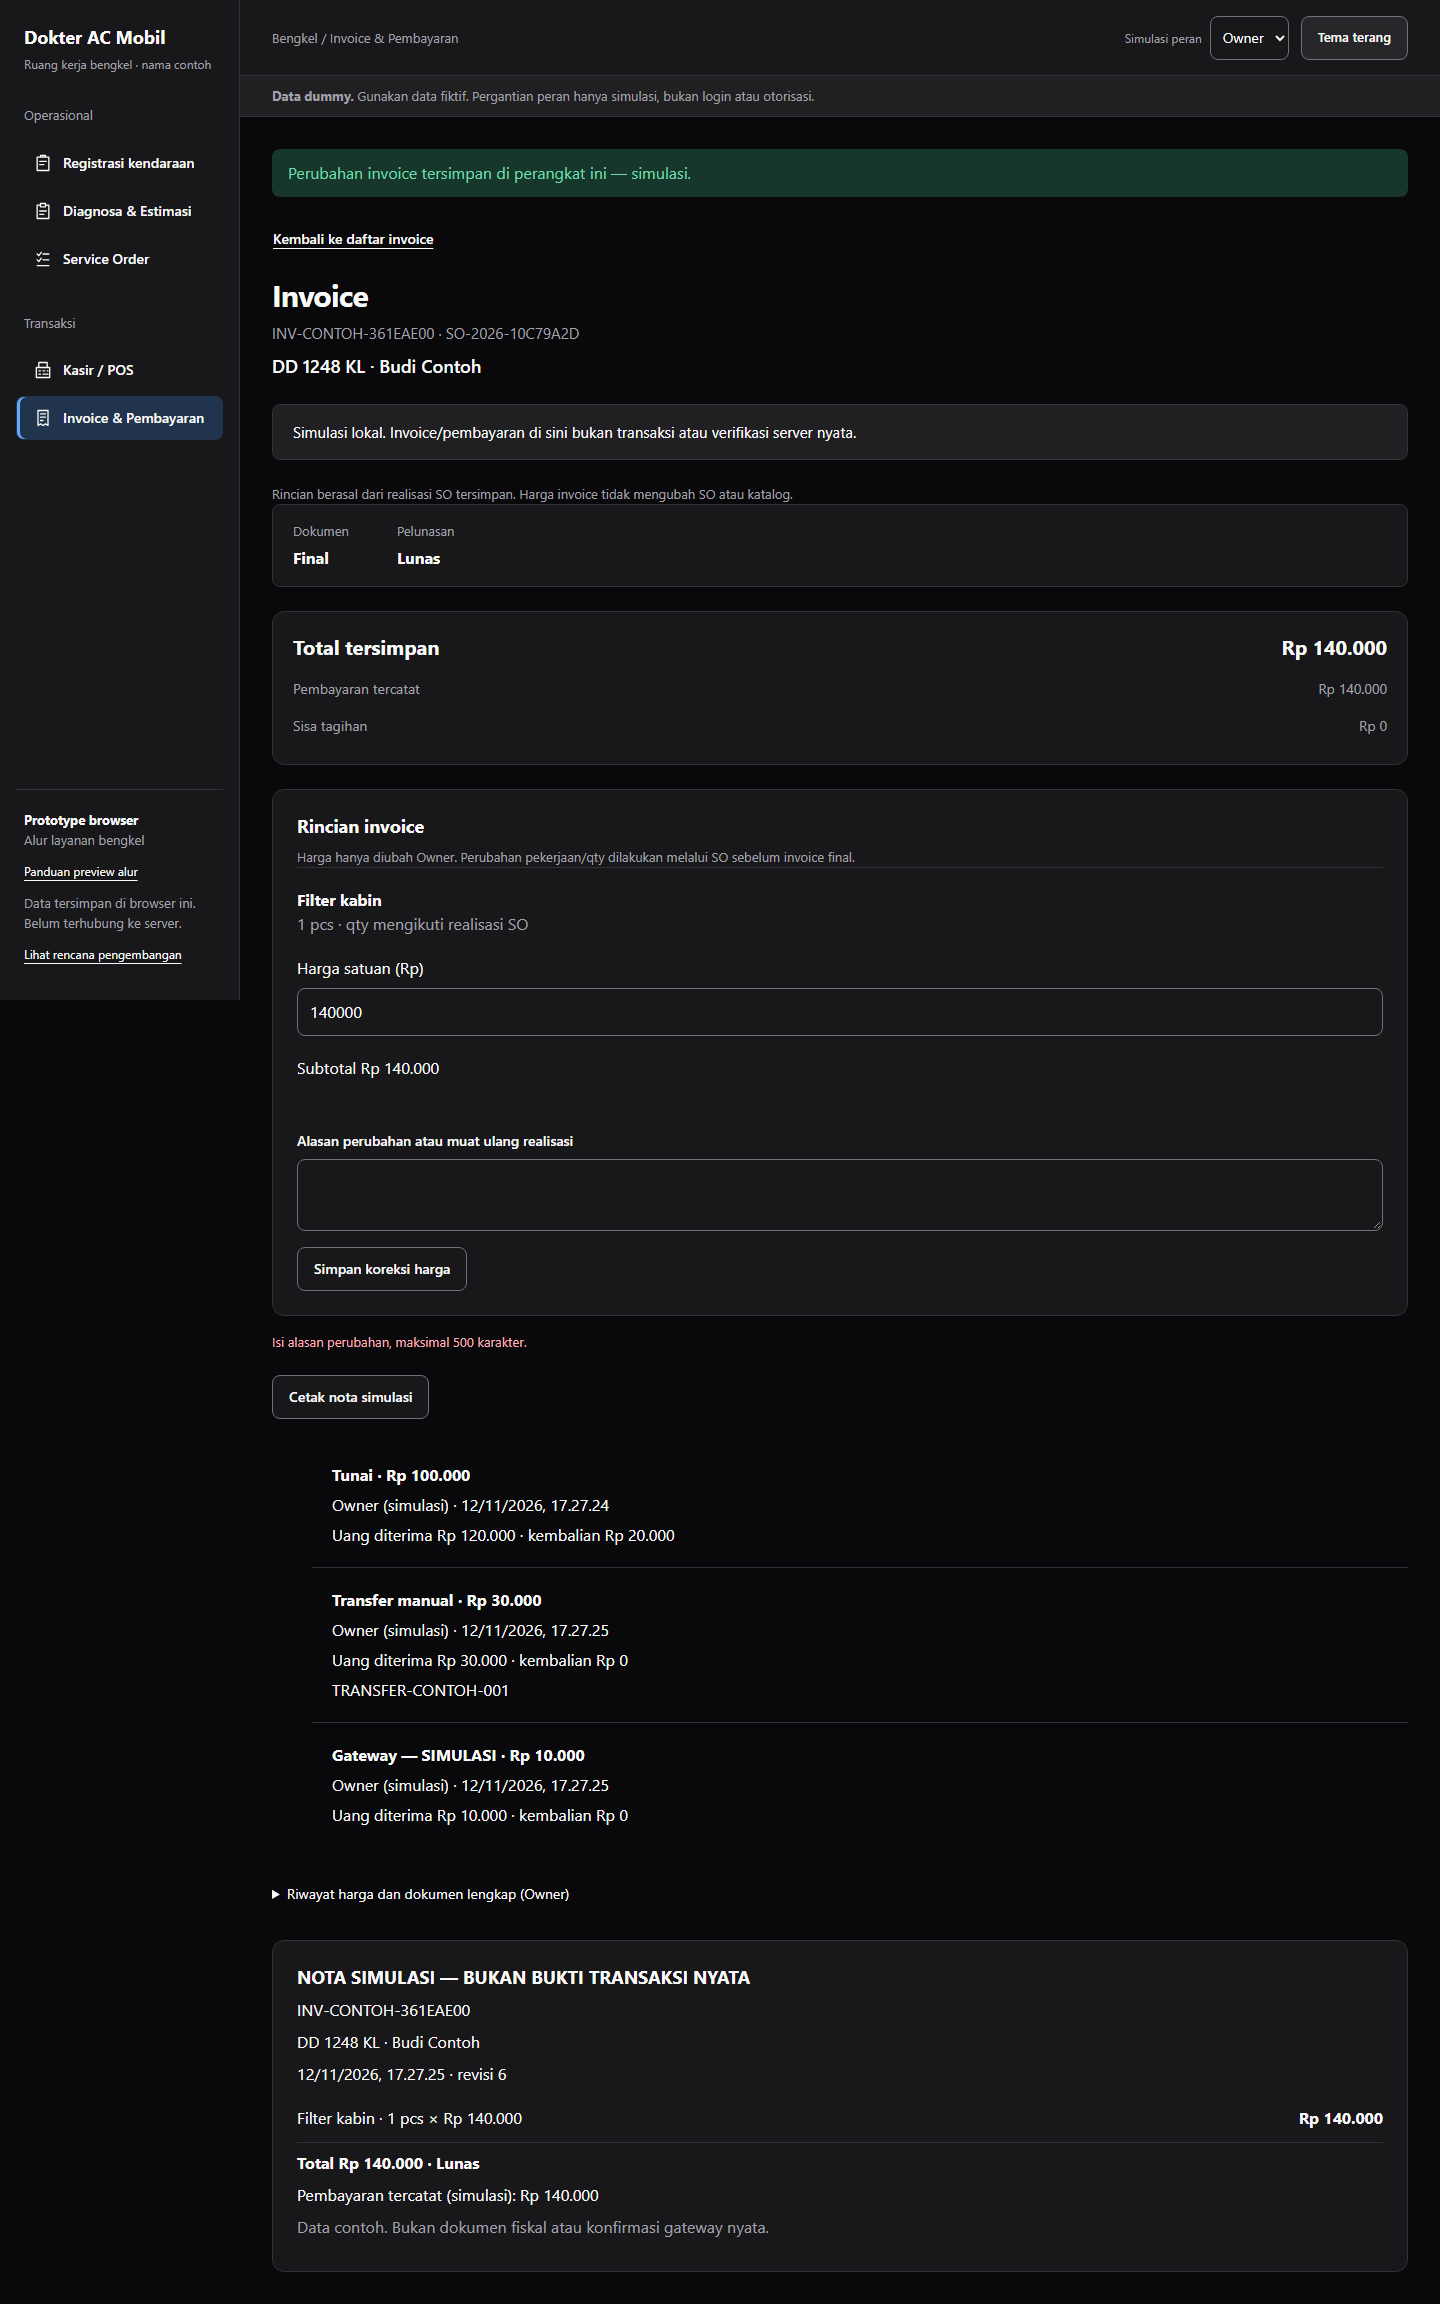 Dokter AC Mobil
Ruang kerja bengkel · nama contoh
Operasional
Registrasi kendaraan
Diagnosa & Estimasi
Service Order
Transaksi
Kasir / POS
Invoice & Pembayaran
Prototype browser
Alur layanan bengkel
Panduan preview alur
Data tersimpan di browser ini.
Belum terhubung ke server.
Lihat rencana pengembangan
Bengkel / Invoice & Pembayaran
Simulasi peran
Owner
Tema terang
Data dummy. Gunakan data fiktif. Pergantian peran hanya simulasi, bukan login atau otorisasi.
Perubahan invoice tersimpan di perangkat ini — simulasi.
Kembali ke daftar invoice
Invoice
INV-CONTOH-361EAE00 · SO-2026-10C79A2D
DD 1248 KL · Budi Contoh
Simulasi lokal. Invoice/pembayaran di sini bukan transaksi atau verifikasi server nyata.
Rincian berasal dari realisasi SO tersimpan. Harga invoice tidak mengubah SO atau katalog.
Dokumen Pelunasan
Final Lunas
Total tersimpan Rp 140.000
Pembayaran tercatat Rp 140.000
Sisa tagihan Rp 0
Rincian invoice
Harga hanya diubah Owner. Perubahan pekerjaan/qty dilakukan melalui SO sebelum invoice final.
Filter kabin
1 pcs · qty mengikuti realisasi SO
Harga satuan (Rp)
140000
Subtotal Rp 140.000
Alasan perubahan atau muat ulang realisasi
Simpan koreksi harga
Isi alasan perubahan, maksimal 500 karakter.
Cetak nota simulasi
Tunai · Rp 100.000
Owner (simulasi) · 12/11/2026, 17.27.24
Uang diterima Rp 120.000 · kembalian Rp 20.000
Transfer manual · Rp 30.000
Owner (simulasi) · 12/11/2026, 17.27.25
Uang diterima Rp 30.000 · kembalian Rp 0
TRANSFER-CONTOH-001
Gateway — SIMULASI · Rp 10.000
Owner (simulasi) · 12/11/2026, 17.27.25
Uang diterima Rp 10.000 · kembalian Rp 0
Riwayat harga dan dokumen lengkap (Owner)
NOTA SIMULASI — BUKAN BUKTI TRANSAKSI NYATA
INV-CONTOH-361EAE00
DD 1248 KL · Budi Contoh
12/11/2026, 17.27.25 · revisi 6
Filter kabin · 1 pcs × Rp 140.000 Rp 140.000
Total Rp 140.000 · Lunas
Pembayaran tercatat (simulasi): Rp 140.000
Data contoh. Bukan dokumen fiskal atau konfirmasi gateway nyata.